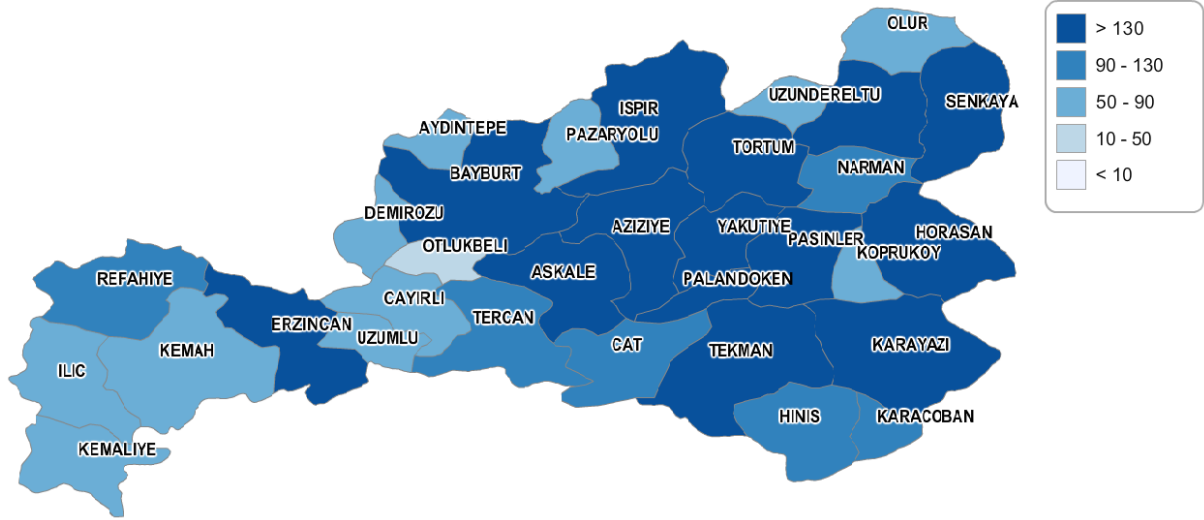 OLUR
> 130
90 - 130
50 - 90
10 - 50
< 10
UZUNDERELTU
SENKAYA
ISPIR
AYDINTEPE
PAZARYOLU
TORTUM
NARMAN
BAYBURT
DEMIROZU
AZIZIYE
YAKUTIYE
PASINLER
HORASAN
OTLUKBELI
KOPRUKOY
ASKALE
REFAHIYE
PALANDOKEN
CAYIRLI
TERCAN
ERZINCAN
UZUMLU
CAT
KARAYAZI
KEMAH
TEKMAN
ILIC
HINIS
KARACOBAN
KEMALIYE